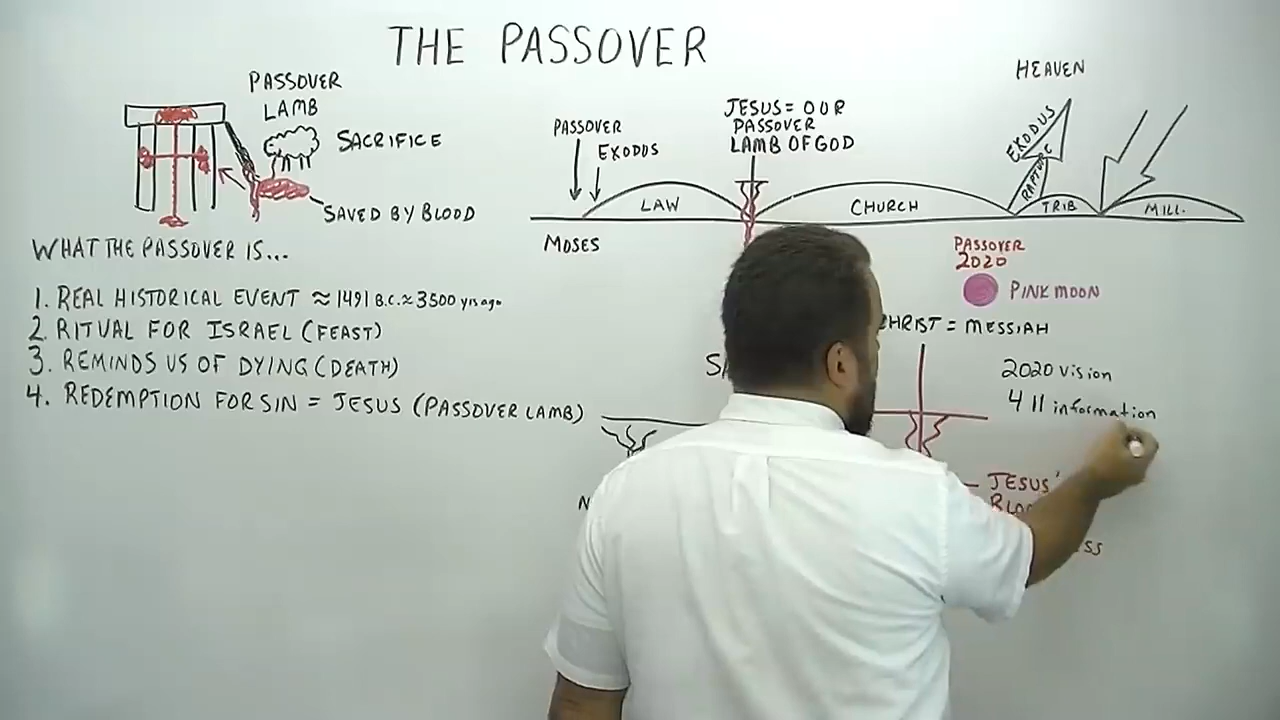 THE PASSOVER
PASSOVER
LAMB
SACRIFICE
SAVED BY BLOOD
WHAT THE PASSOVER IS...
1. REAL HISTORICAL EVENT ≈ 1491 B.C. ≈ 3500 yrs ago
2. RITUAL FOR ISRAEL (FEAST)
3. REMINDS US OF DYING (DEATH)
4. REDEMPTION FOR SIN = JESUS (PASSOVER LAMB)
PASSOVER
EXODUS
JESUS = OUR
PASSOVER
LAMB OF GOD
HEAVEN
EXODUS
RAPTURE
LAW
CHURCH
TRIB
MILL.
MOSES
PASSOVER
2020
PINK MOON
CHRIST = MESSIAH
2020 vision
411 information
JESUS'